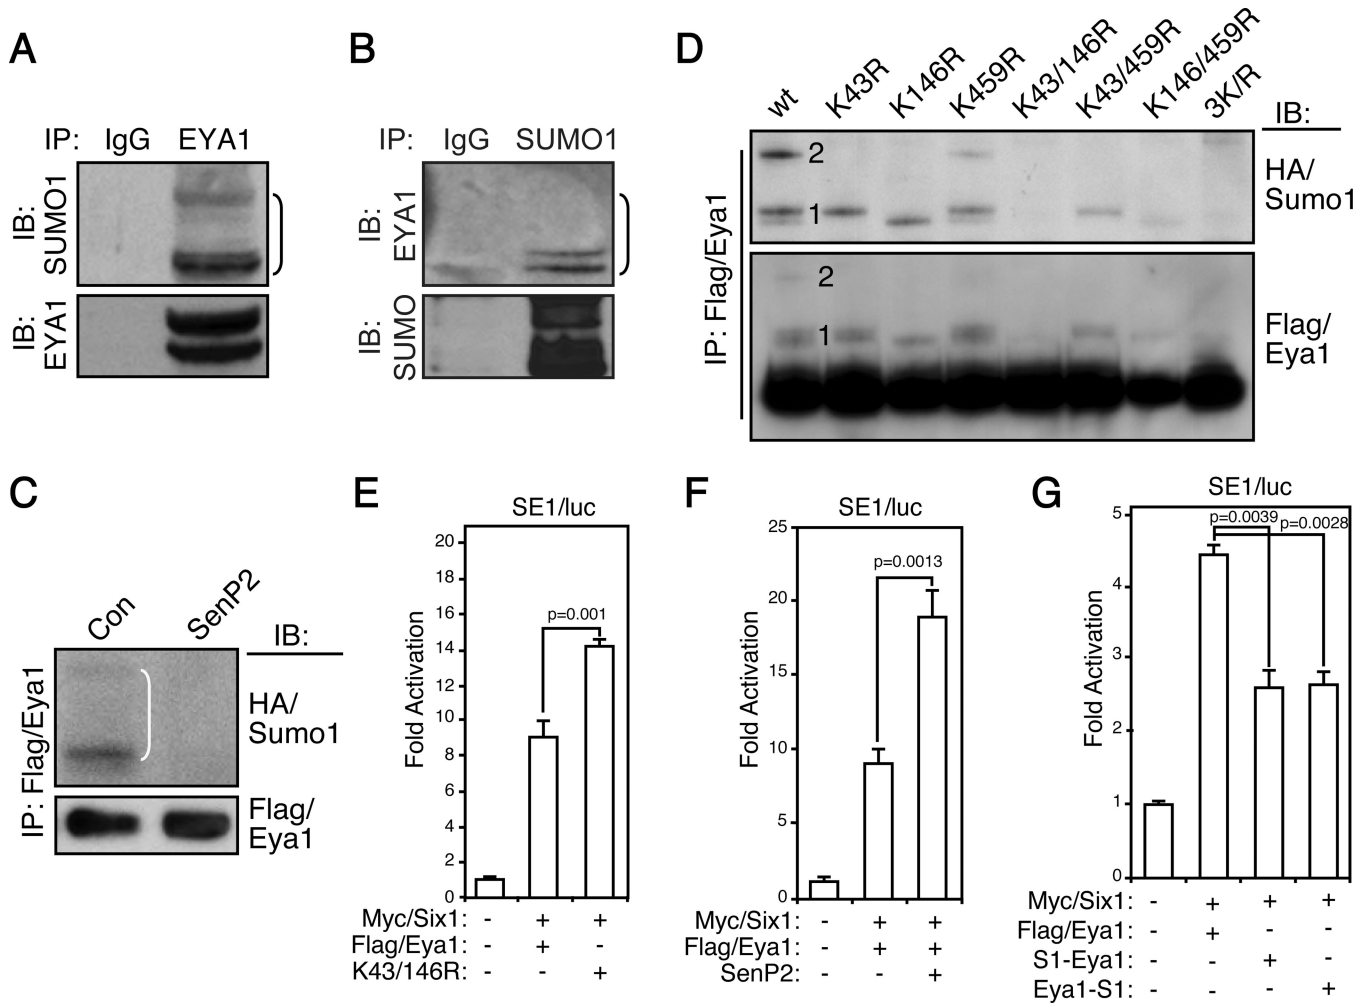 A
IP: IgG EYA1
IB: SUMO1
IB: EYA1
B
IP: IgG SUMO1
IB: EYA1
IB: SUMO
D
wt K43R K146R K459R K43/146R K43/459R K146/459R 3K/R
IB:
2
1
HA/
Sumo1
2
1
Flag/
Eya1
IP: Flag/Eya1
C
Con SenP2
IB:
HA/
Sumo1
Flag/
Eya1
IP: Flag/Eya1
E
SE1/luc
Fold Activation
20
18
16
14
12
10
8
6
4
2
0
p=0.001
Myc/Six1: - + +
Flag/Eya1: - + -
K43/146R: - - +
F
SE1/luc
Fold Activation
25
20
15
10
5
0
p=0.0013
Myc/Six1: - + +
Flag/Eya1: - + +
SenP2: - - +
G
SE1/luc
Fold Activation
5
4
3
2
1
0
p=0.0039 p=0.0028
Myc/Six1: - + + +
Flag/Eya1: - + - -
S1-Eya1: - - + -
Eya1-S1: - - - +